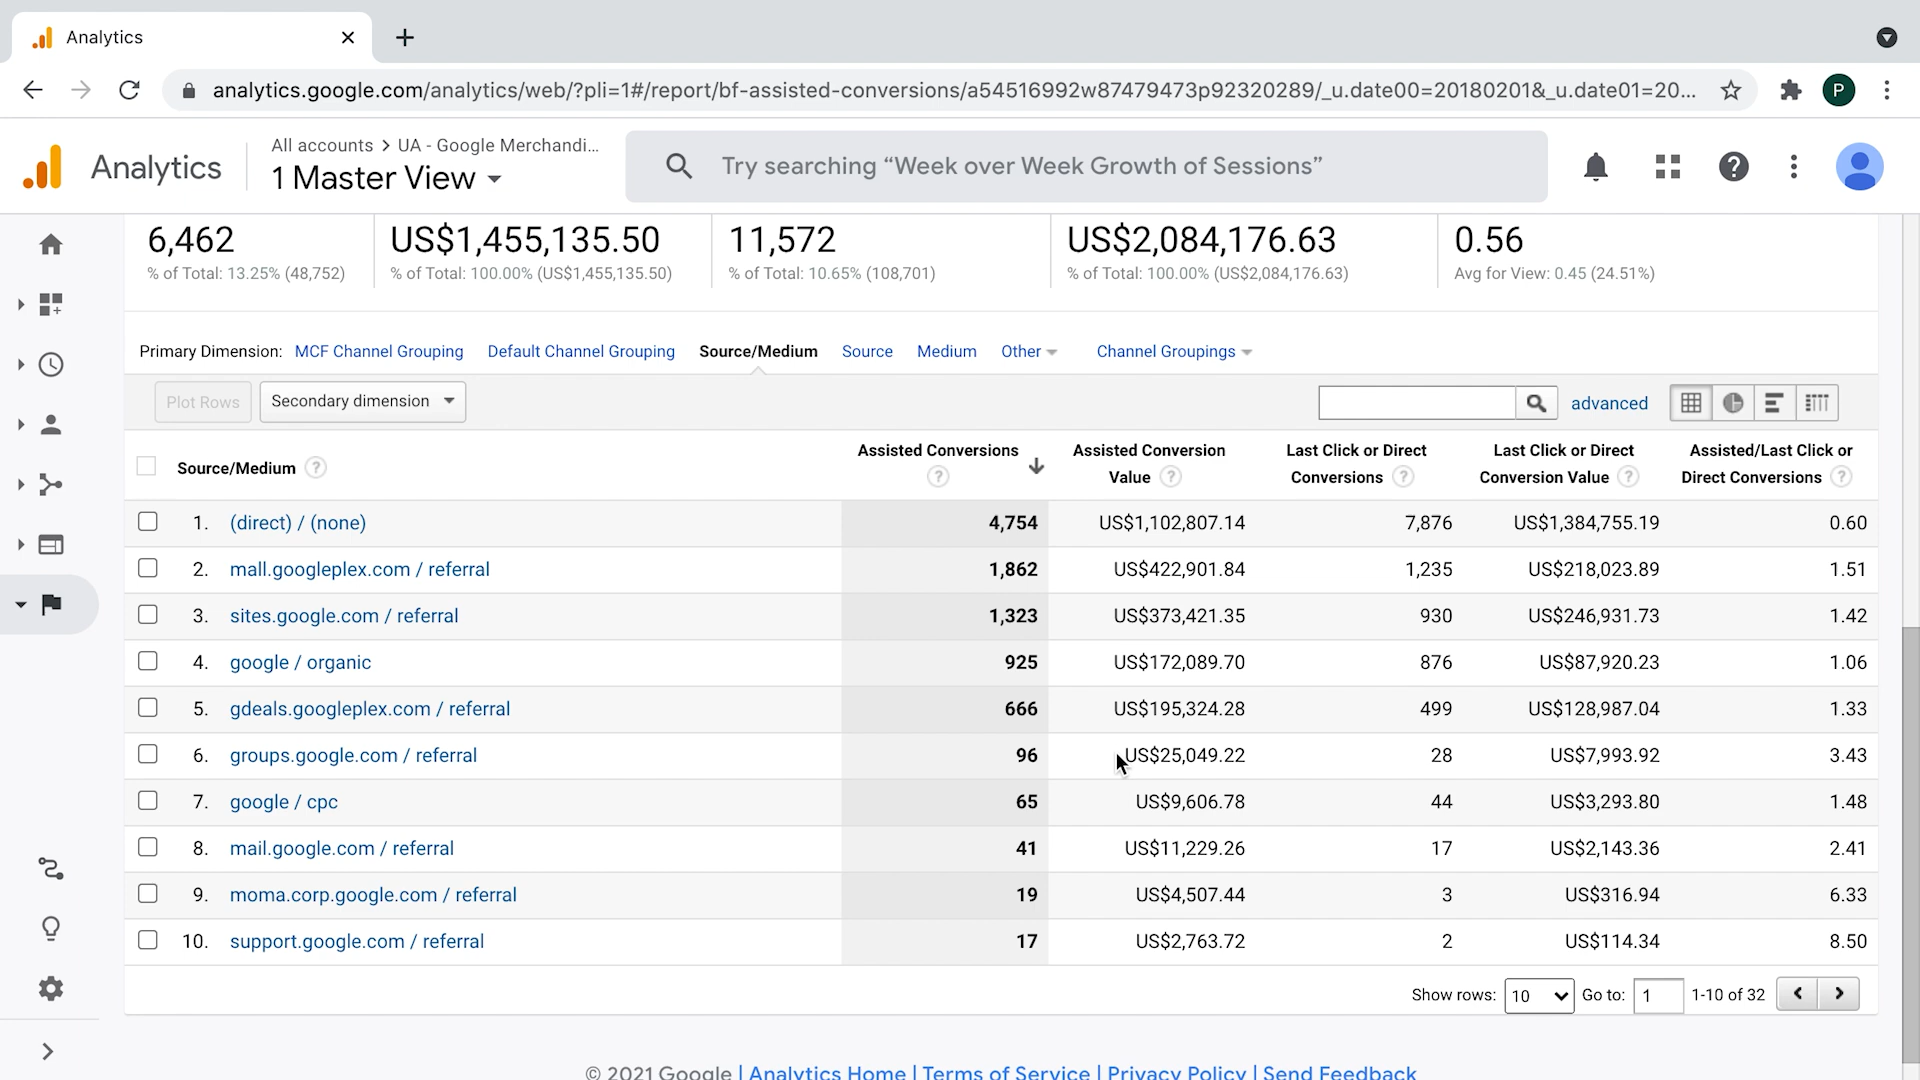 Analytics
analytics.google.com/analytics/web/?pli=1#/report/bf-assisted-conversions/a54516992w87479473p92320289/_u.date00=20180201&_u.date01=20...
P
Analytics
All accounts > UA - Google Merchandi...
1 Master View
Try searching “Week over Week Growth of Sessions”
6,462 US$1,455,135.50 11,572 US$2,084,176.63 0.56
% of Total: 13.25% (48,752) % of Total: 100.00% (US$1,455,135.50) % of Total: 10.65% (108,701) % of Total: 100.00% (US$2,084,176.63) Avg for View: 0.45 (24.51%)
Primary Dimension: MCF Channel Grouping Default Channel Grouping Source/Medium Source Medium Other Channel Groupings
Plot Rows Secondary dimension advanced
Source/Medium ? Assisted Conversions ? Assisted Conversion Value ? Last Click or Direct Conversions ? Last Click or Direct Conversion Value ? Assisted/Last Click or Direct Conversions ?
1. (direct) / (none) 4,754 US$1,102,807.14 7,876 US$1,384,755.19 0.60
2. mall.googleplex.com / referral 1,862 US$422,901.84 1,235 US$218,023.89 1.51
3. sites.google.com / referral 1,323 US$373,421.35 930 US$246,931.73 1.42
4. google / organic 925 US$172,089.70 876 US$87,920.23 1.06
5. gdeals.googleplex.com / referral 666 US$195,324.28 499 US$128,987.04 1.33
6. groups.google.com / referral 96 US$25,049.22 28 US$7,993.92 3.43
7. google / cpc 65 US$9,606.78 44 US$3,293.80 1.48
8. mail.google.com / referral 41 US$11,229.26 17 US$2,143.36 2.41
9. moma.corp.google.com / referral 19 US$4,507.44 3 US$316.94 6.33
10. support.google.com / referral 17 US$2,763.72 2 US$114.34 8.50
Show rows: 10 Go to: 1 1-10 of 32
© 2021 Google | Analytics Home | Terms of Service | Privacy Policy | Send Feedback